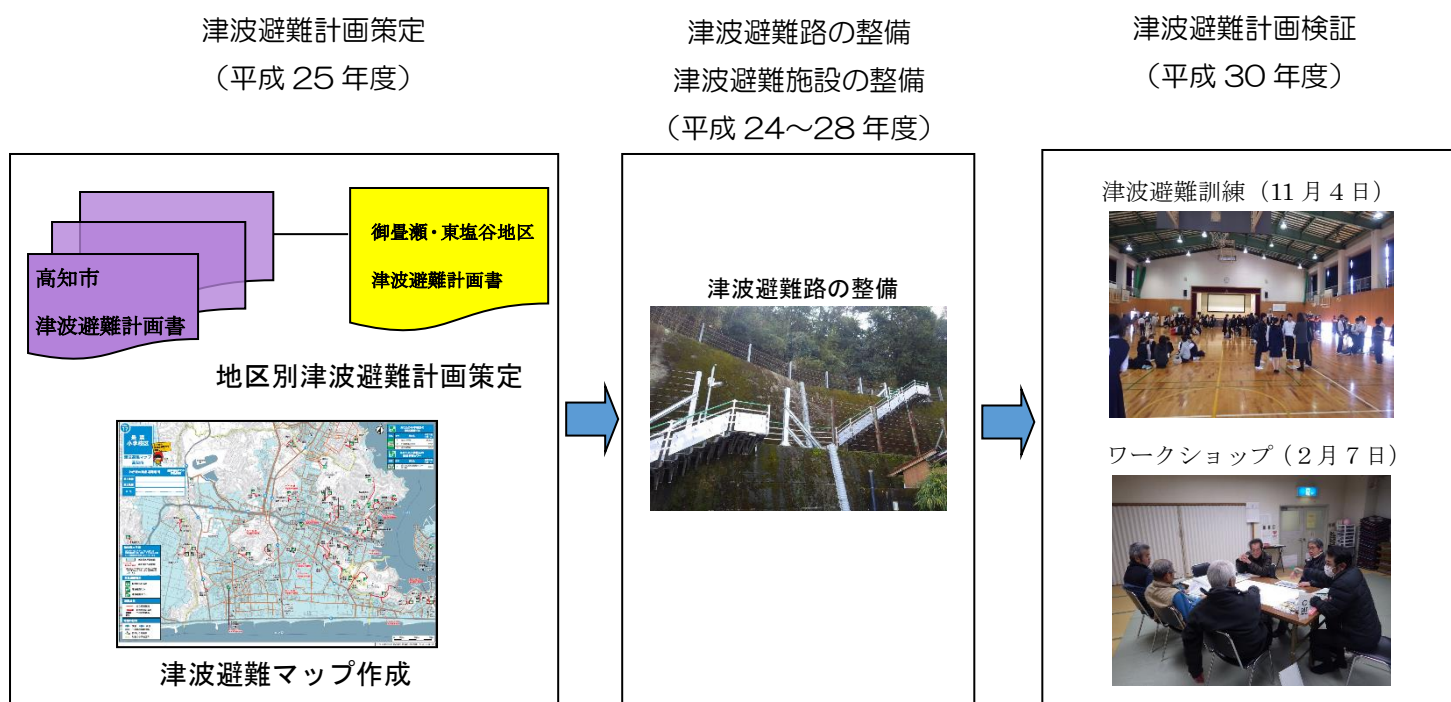 津波避難計画策定
（平成 25 年度）
津波避難路の整備
津波避難施設の整備
（平成 24～28 年度）
津波避難計画検証
（平成 30 年度）
高知市
津波避難計画書
御畳瀬・東塩谷地区
津波避難計画書
地区別津波避難計画策定
津波避難マップ作成
津波避難路の整備
津波避難訓練（11 月 4 日）
ワークショップ（２月７日）